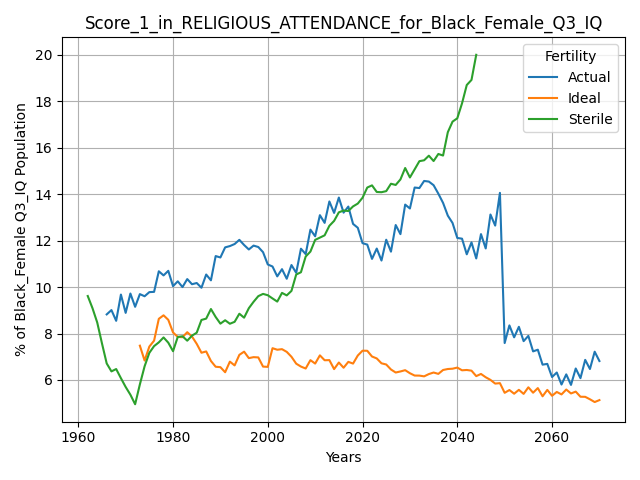 Score_1_in_RELIGIOUS_ATTENDANCE_for_Black_Female_Q3_IQ
% of Black_Female Q3_IQ Population
20
18
16
14
12
10
8
6
Fertility
Actual
Ideal
Sterile
1960 1980 2000 2020 2040 2060
Years